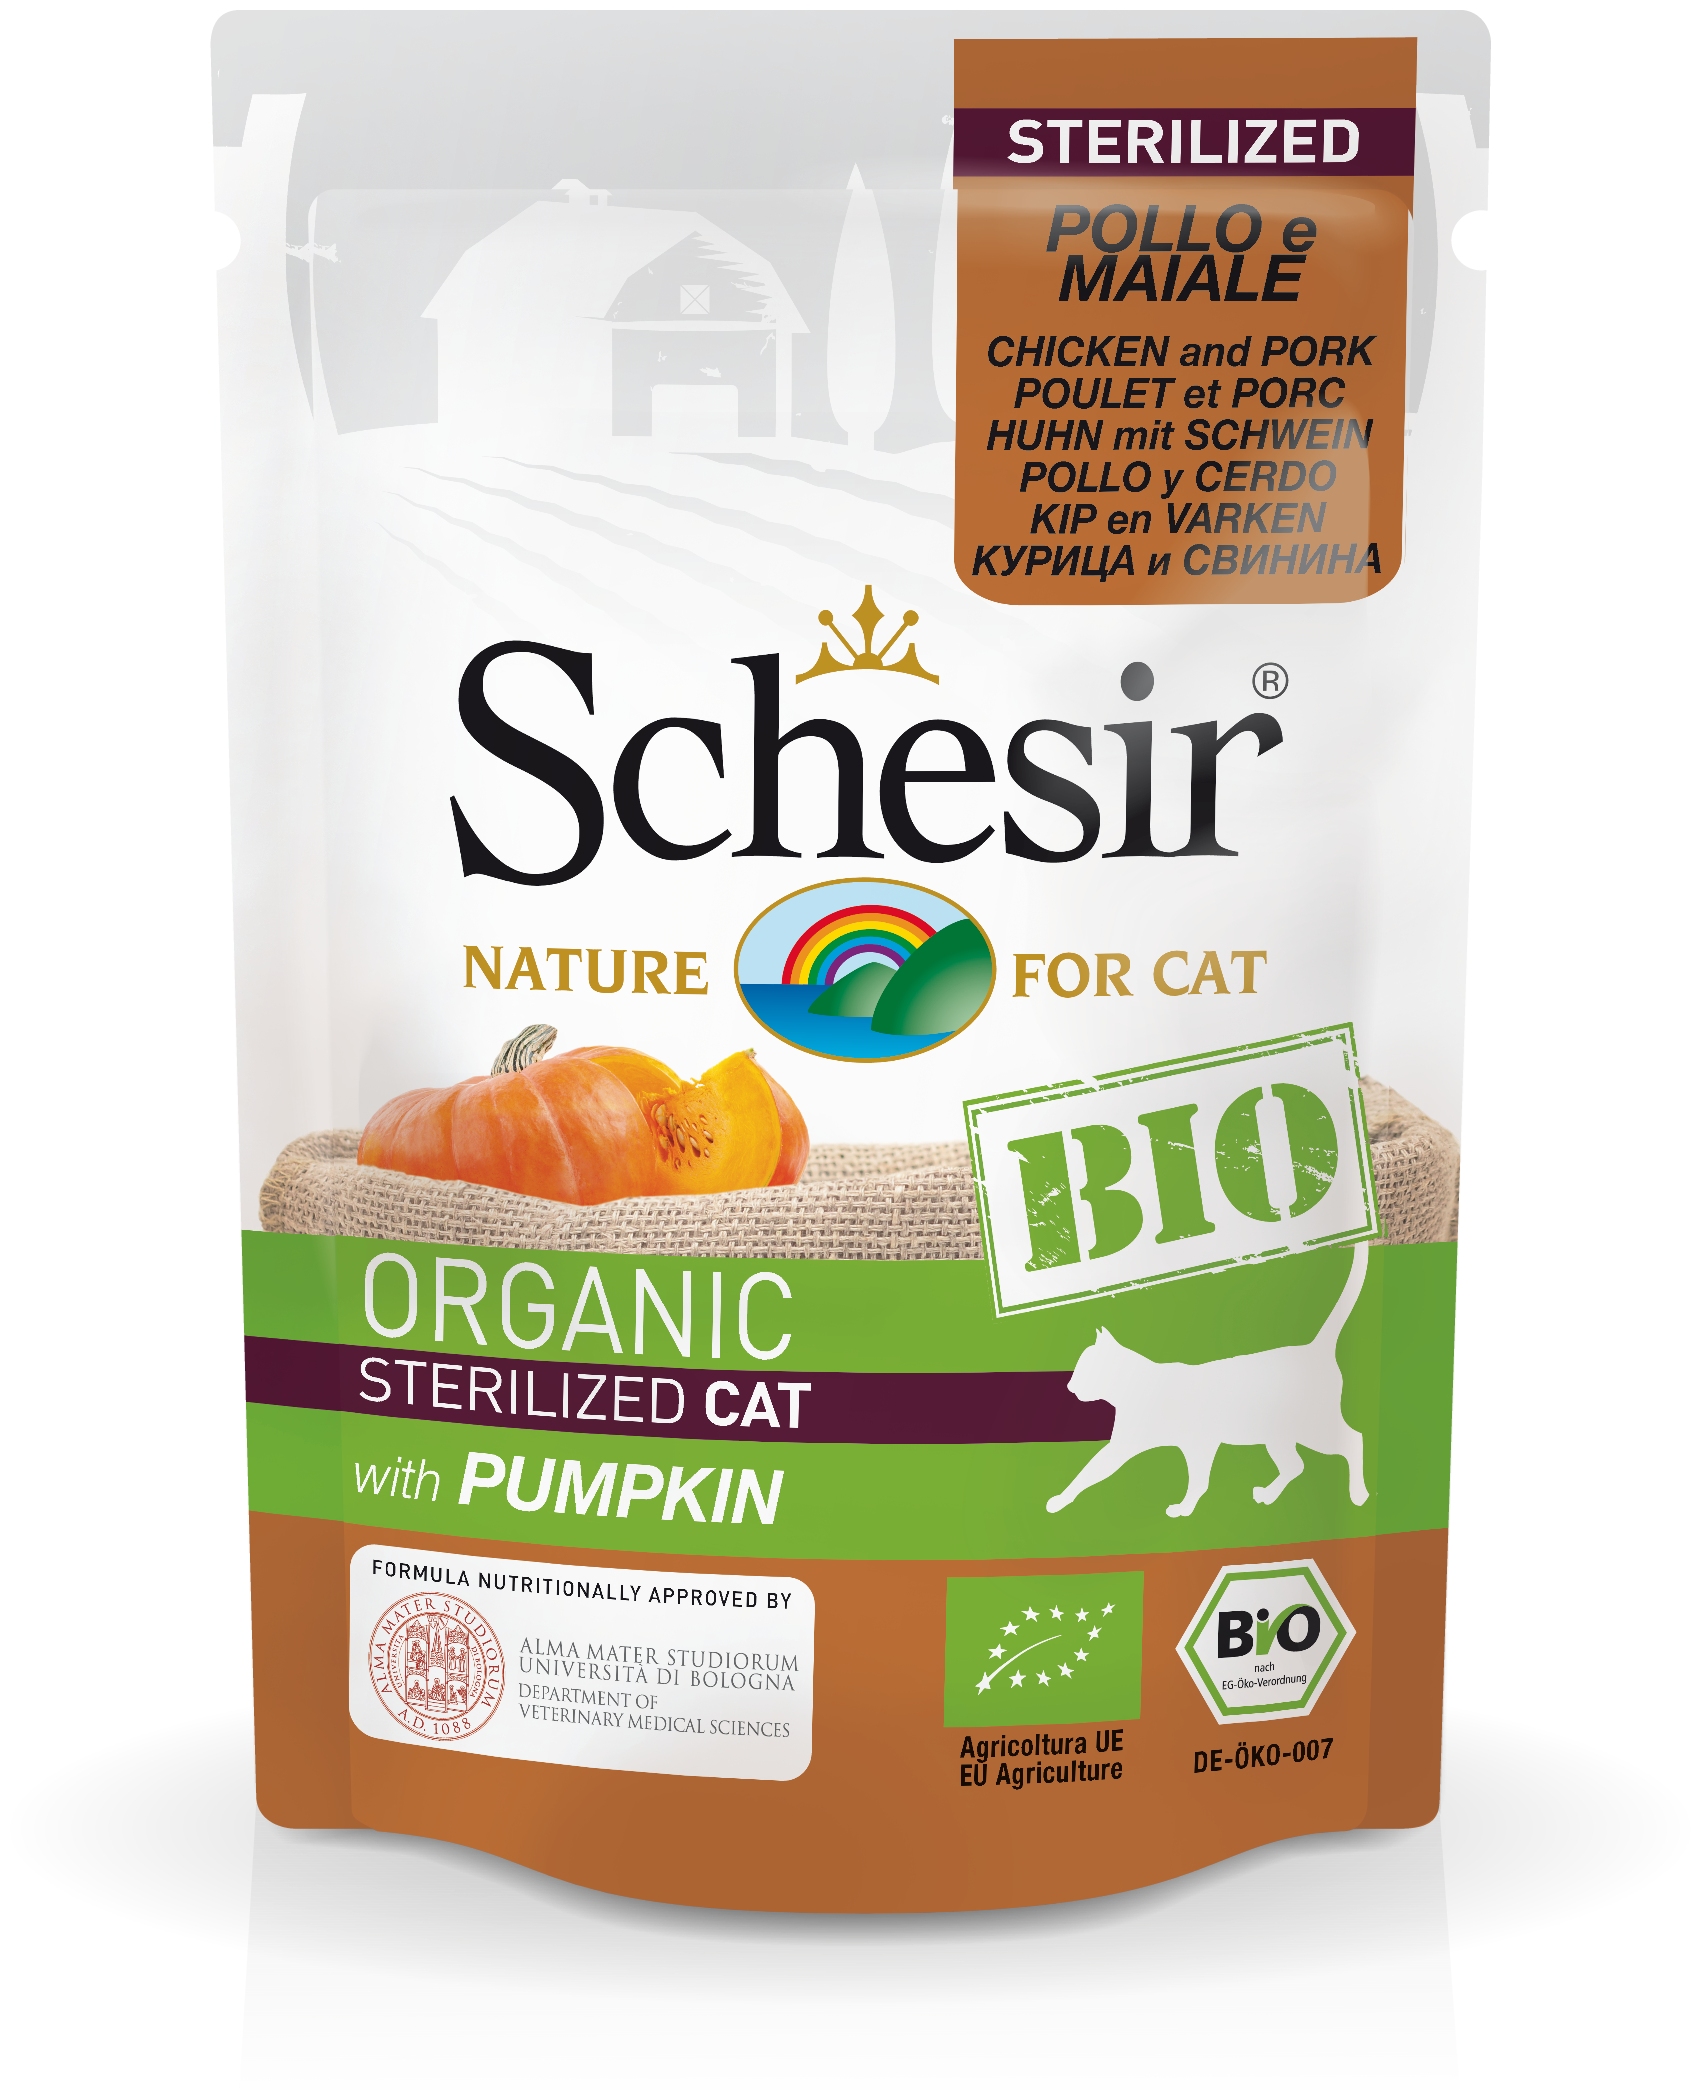 STERILIZED
POLLO e
MAIALE
CHICKEN and PORK
POULET et PORC
HUHN mit SCHWEIN
POLLO y CERDO
KIP en VARKEN
КУРИЦА и СВИНИНА
Schesir®
NATURE FOR CAT
BIO
ORGANIC
STERILIZED CAT
with PUMPKIN
FORMULA NUTRITIONALLY APPROVED BY
ALMA MATER STUDIORUM
A.D. 1088
ALMA MATER STUDIORUM
UNIVERSITÀ DI BOLOGNA
DEPARTMENT OF
VETERINARY MEDICAL SCIENCES
Agricoltura UE
EU Agriculture
BiO
nach
EG-Öko-Verordnung
DE-ÖKO-007